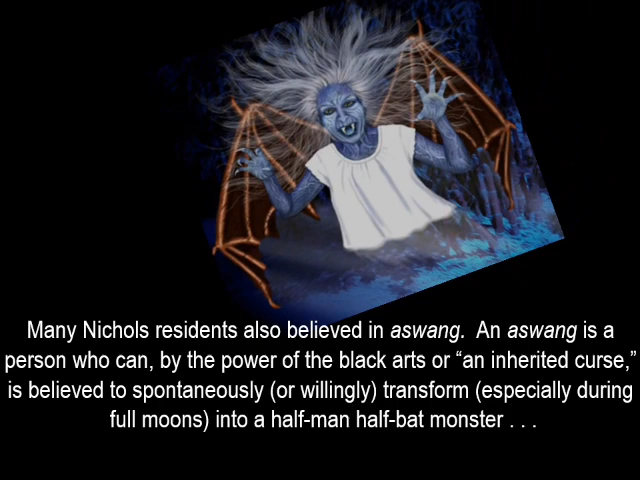 Many Nichols residents also believed in aswang.  An aswang is a
person who can, by the power of the black arts or “an inherited curse,”
is believed to spontaneously (or willingly) transform (especially during
full moons) into a half-man half-bat monster . . .